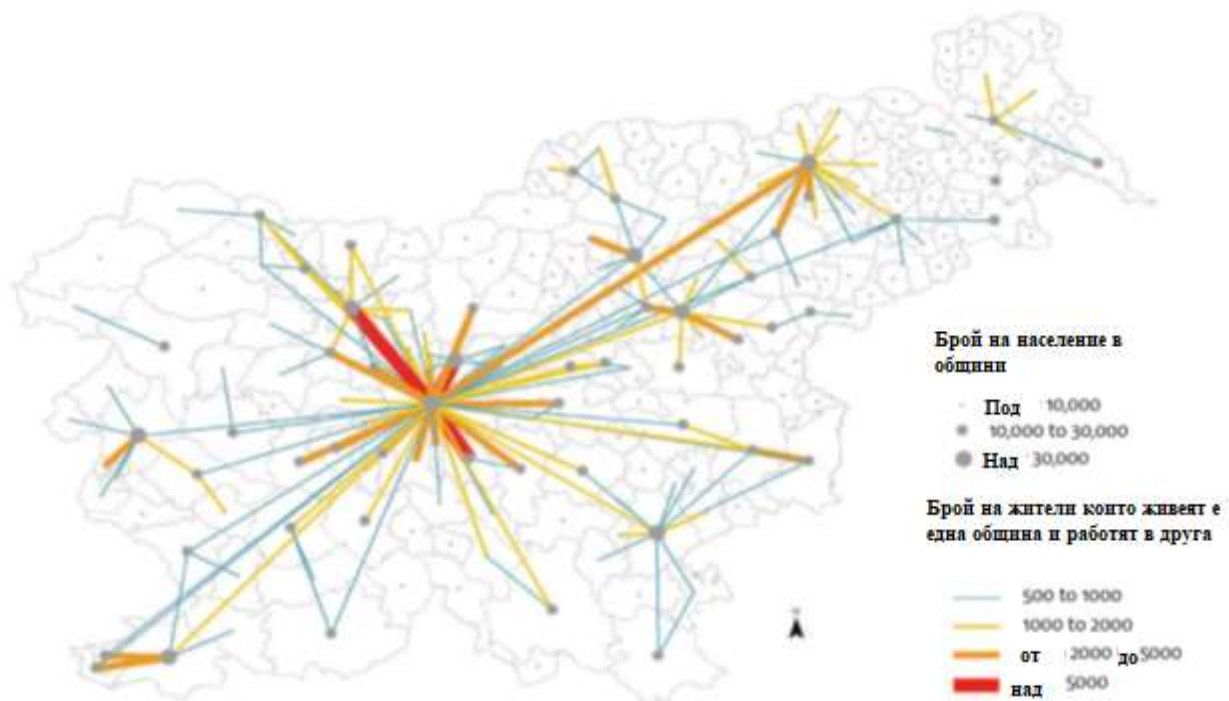 Брой на население в
общини
Под 10,000
10,000 to 30,000
Над 30,000
Брой на жители които живеят е
една община и работят в друга
500 to 1000
1000 to 2000
от 2000 до 5000
над 5000